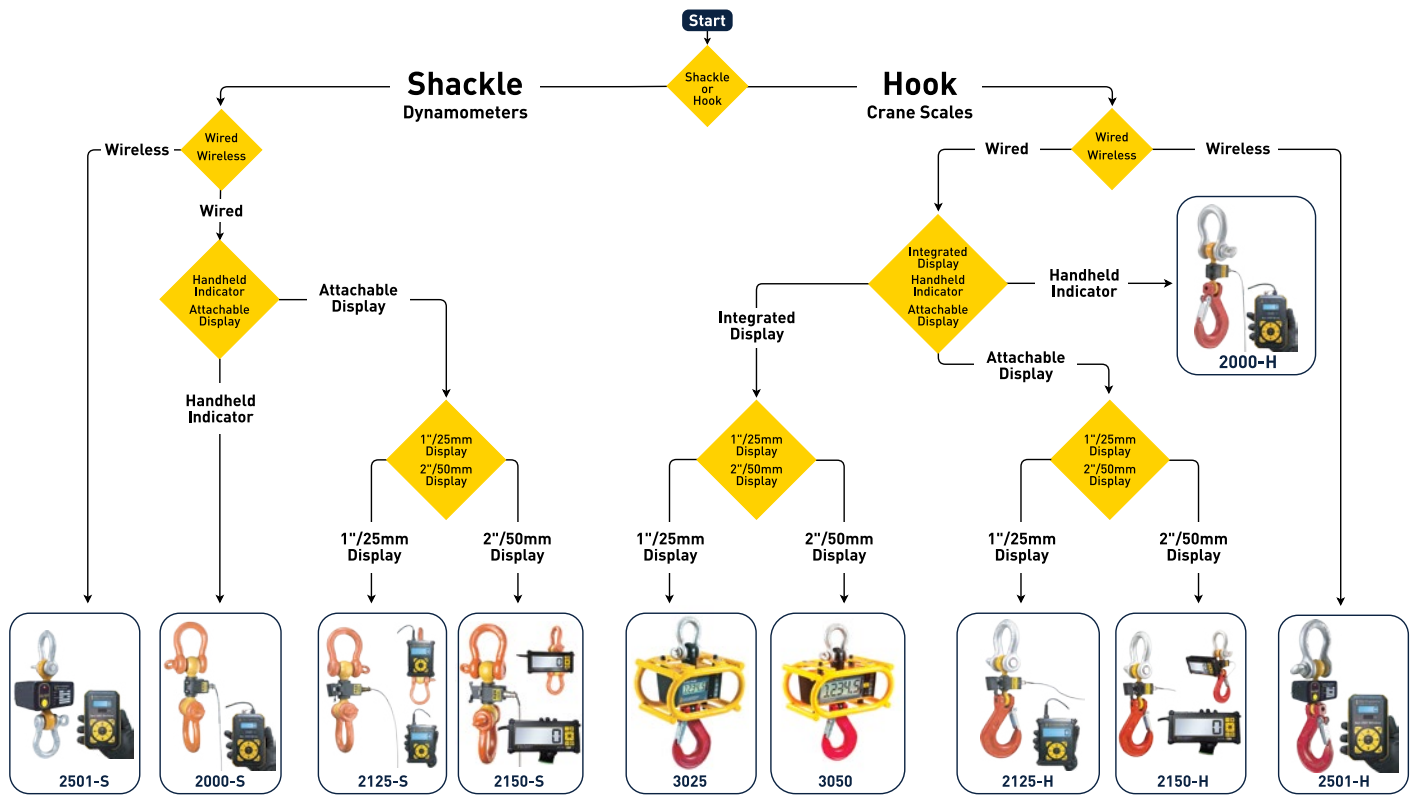 Start
Shackle
or
Hook
Shackle
Dynamometers
Hook
Crane Scales
Wired
Wireless
Wireless
Wired
Wired
Wireless
Wired
Wireless
Handheld
Indicator
Attachable
Display
Attachable
Display
Handheld
Indicator
Integrated
Display
Handheld
Indicator
Attachable
Display
Handheld
Indicator
2000-H
Integrated
Display
Attachable
Display
1"/25mm
Display
2"/50mm
Display
1"/25mm
Display
2"/50mm
Display
1"/25mm
Display
2"/50mm
Display
1"/25mm
Display
2"/50mm
Display
1"/25mm
Display
2"/50mm
Display
1"/25mm
Display
2"/50mm
Display
2501-S
2000-S
2125-S
2150-S
3025
3050
2125-H
2150-H
2501-H